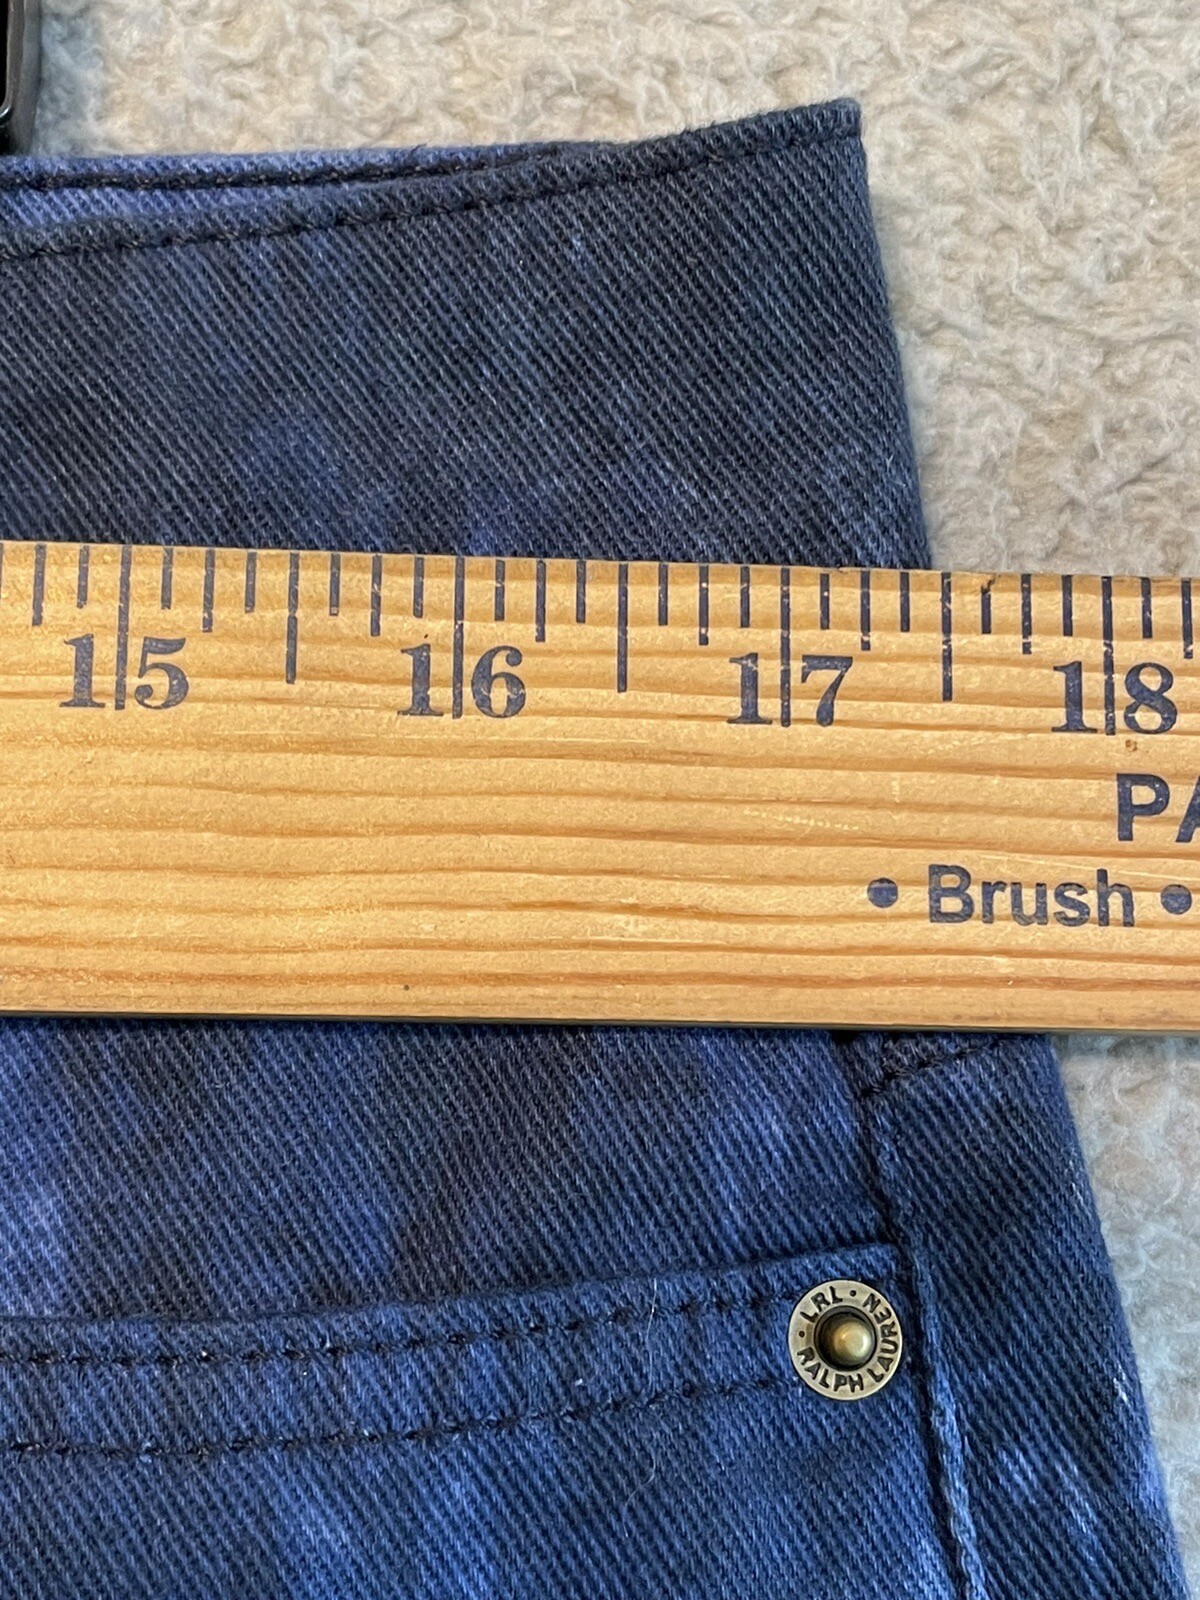 15 16 17 18
PA
• Brush •
LRL • RALPH LAUREN •